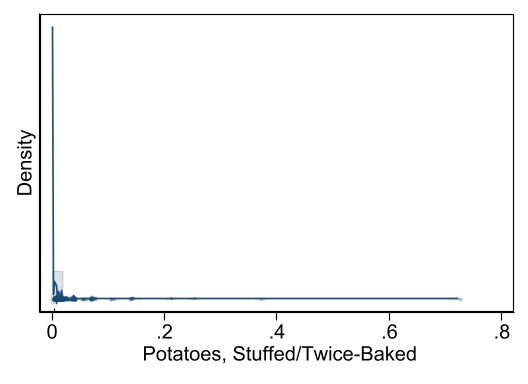 Density
0
.2
.4
.6
.8
Potatoes, Stuffed/Twice-Baked